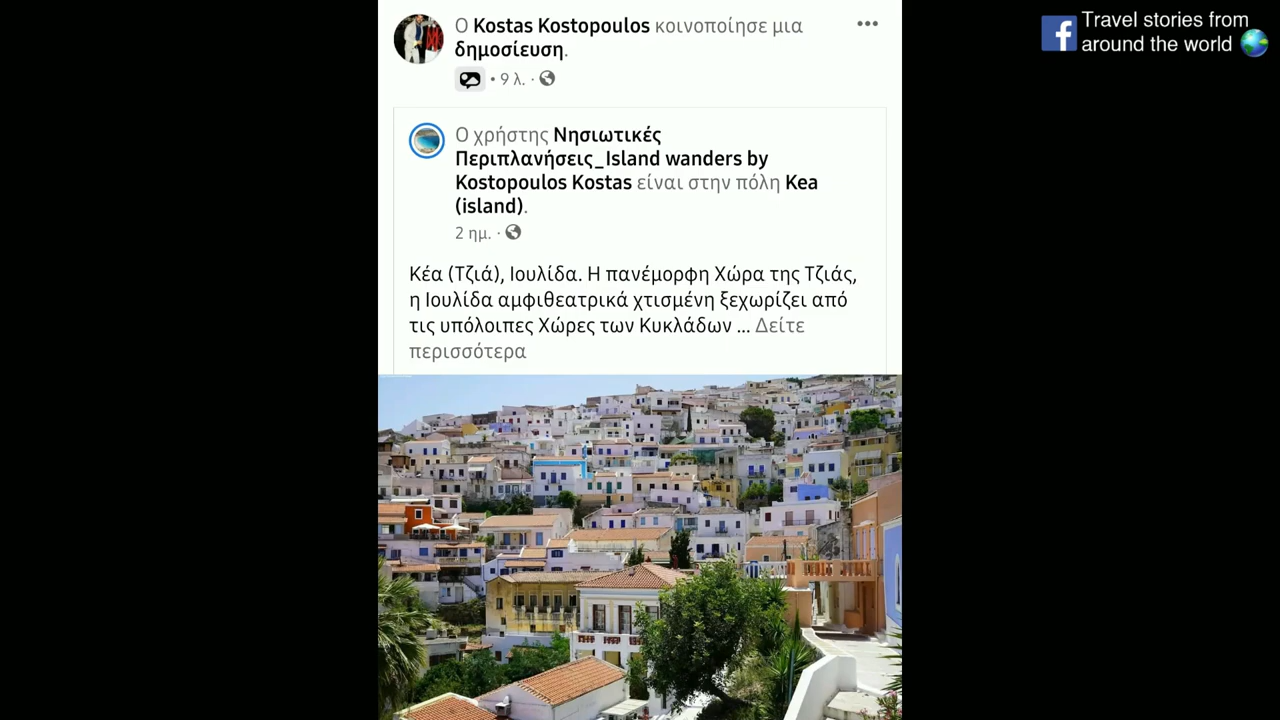 Ο Kostas Kostopoulos κοινοποίησε μια
δημοσίευση.
• 9 λ. ·
Ο χρήστης Νησιωτικές
Περιπλανήσεις_Island wanders by
Kostopoulos Kostas είναι στην πόλη Kea
(island).
2 ημ. ·
Κέα (Τζιά), Ιουλίδα. Η πανέμορφη Χώρα της Τζιάς,
η Ιουλίδα αμφιθεατρικά χτισμένη ξεχωρίζει από
τις υπόλοιπες Χώρες των Κυκλάδων ... Δείτε
περισσότερα
Travel stories from
around the world